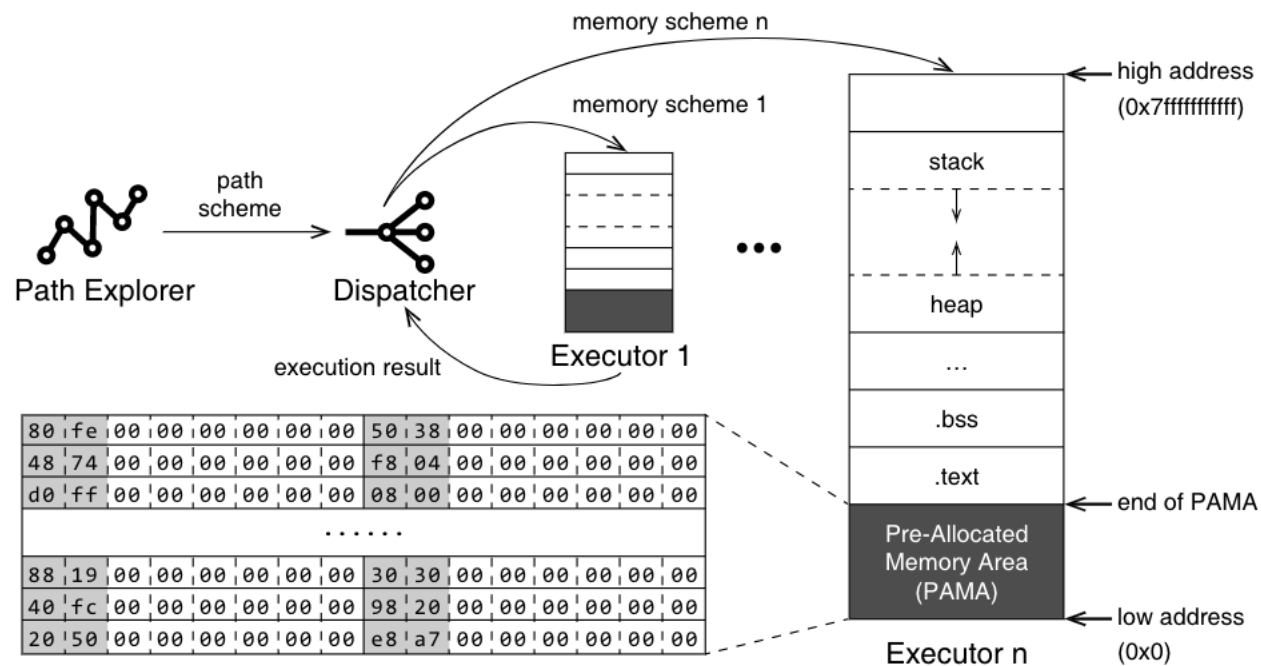 memory scheme n
memory scheme 1
high address
(0x7fffffffffff)
path
scheme
Path Explorer
Dispatcher
execution result
Executor 1
...
stack
heap
...
.bss
.text
Pre-Allocated
Memory Area
(PAMA)
end of PAMA
low address
(0x0)
Executor n
80 fe 00 00 00 00 00 00 50 38 00 00 00 00 00 00
48 74 00 00 00 00 00 00 f8 04 00 00 00 00 00 00
d0 ff 00 00 00 00 00 00 08 00 00 00 00 00 00 00
......
88 19 00 00 00 00 00 00 30 30 00 00 00 00 00 00
40 fc 00 00 00 00 00 00 98 20 00 00 00 00 00 00
20 50 00 00 00 00 00 00 e8 a7 00 00 00 00 00 00